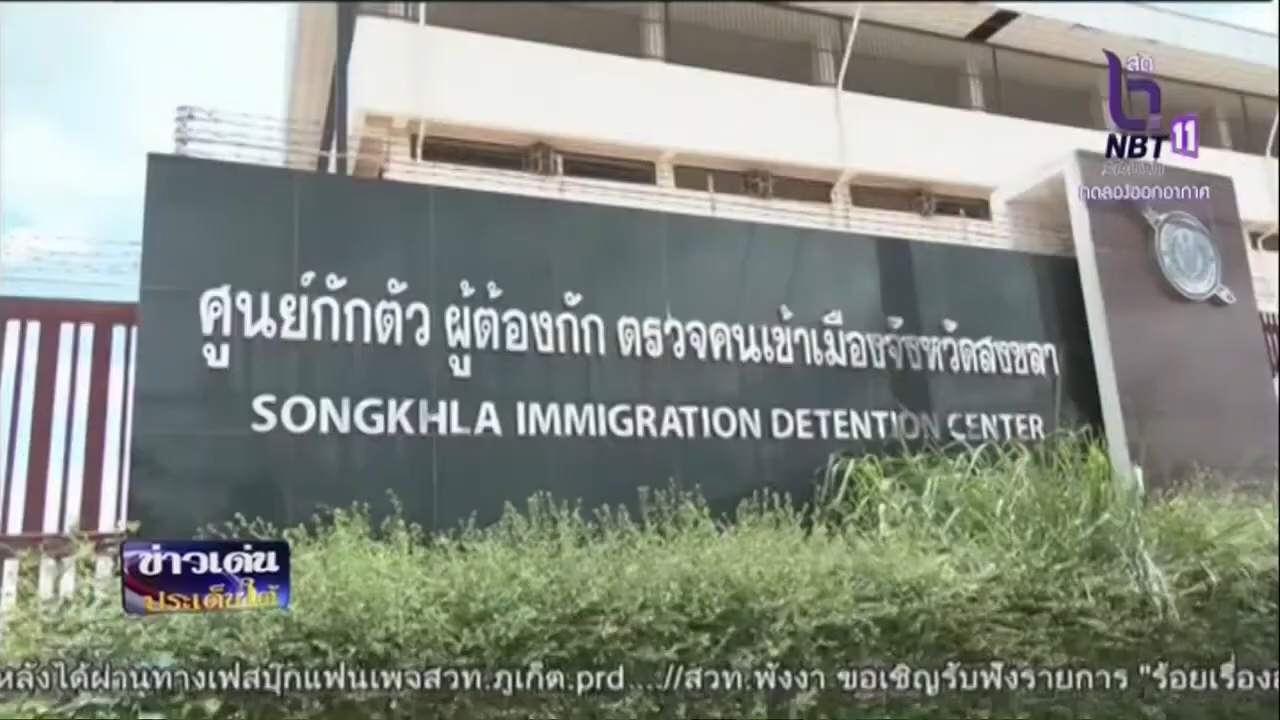 สด
NBT 11
ทดลองออกอากาศ
ศูนย์กักตัว ผู้ต้องกัก ตรวจคนเข้าเมืองจังหวัดสงขลา
SONGKHLA IMMIGRATION DETENTION CENTER
ข่าวเด่น
ประเด็นใต้
หลังได้ผ่านทางเฟสบุ๊กแฟนเพจสวท.ภูเก็ต.prd ....//สวท.พังงา ขอเชิญรับฟังรายการ "ร้อยเรื่อง